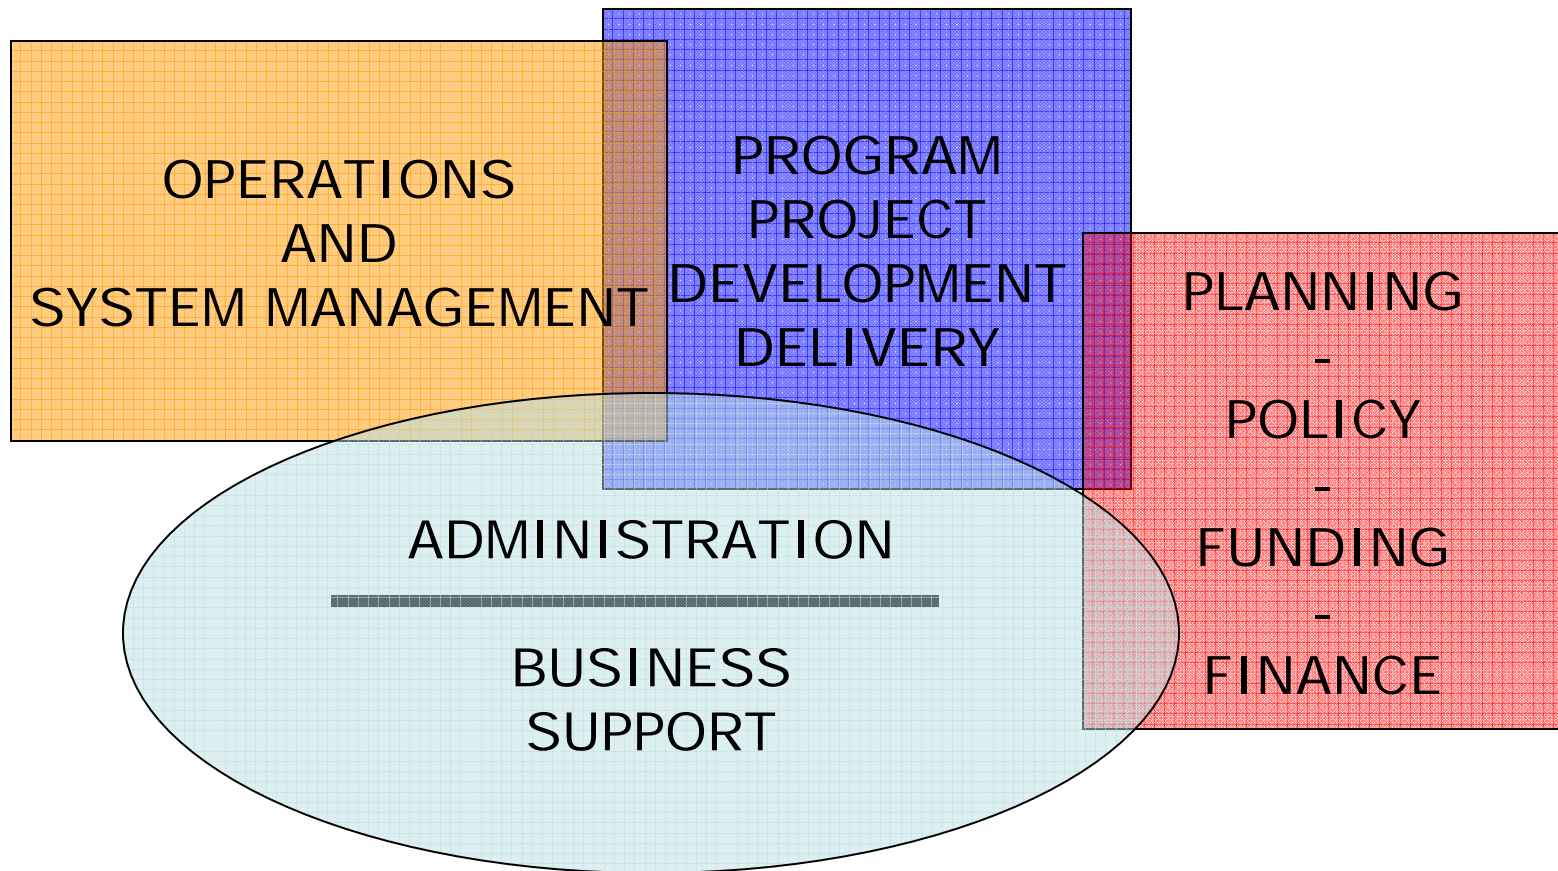 OPERATIONS
AND
SYSTEM MANAGEMENT
PROGRAM
PROJECT
DEVELOPMENT
DELIVERY
PLANNING
-
POLICY
-
FUNDING
-
FINANCE
ADMINISTRATION
BUSINESS
SUPPORT